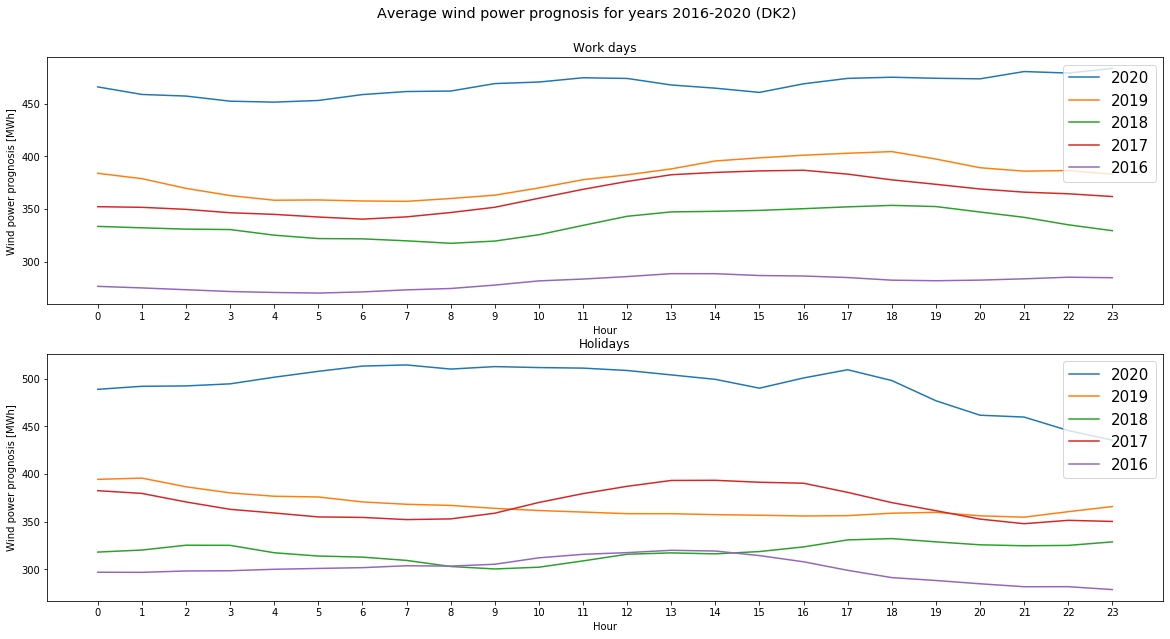 Average wind power prognosis for years 2016-2020 (DK2)
Work days
Wind power prognosis [MWh]
450
400
350
300
2020
2019
2018
2017
2016
0 1 2 3 4 5 6 7 8 9 10 11 12 13 14 15 16 17 18 19 20 21 22 23
Hour
Holidays
Wind power prognosis [MWh]
500
450
400
350
300
2020
2019
2018
2017
2016
0 1 2 3 4 5 6 7 8 9 10 11 12 13 14 15 16 17 18 19 20 21 22 23
Hour